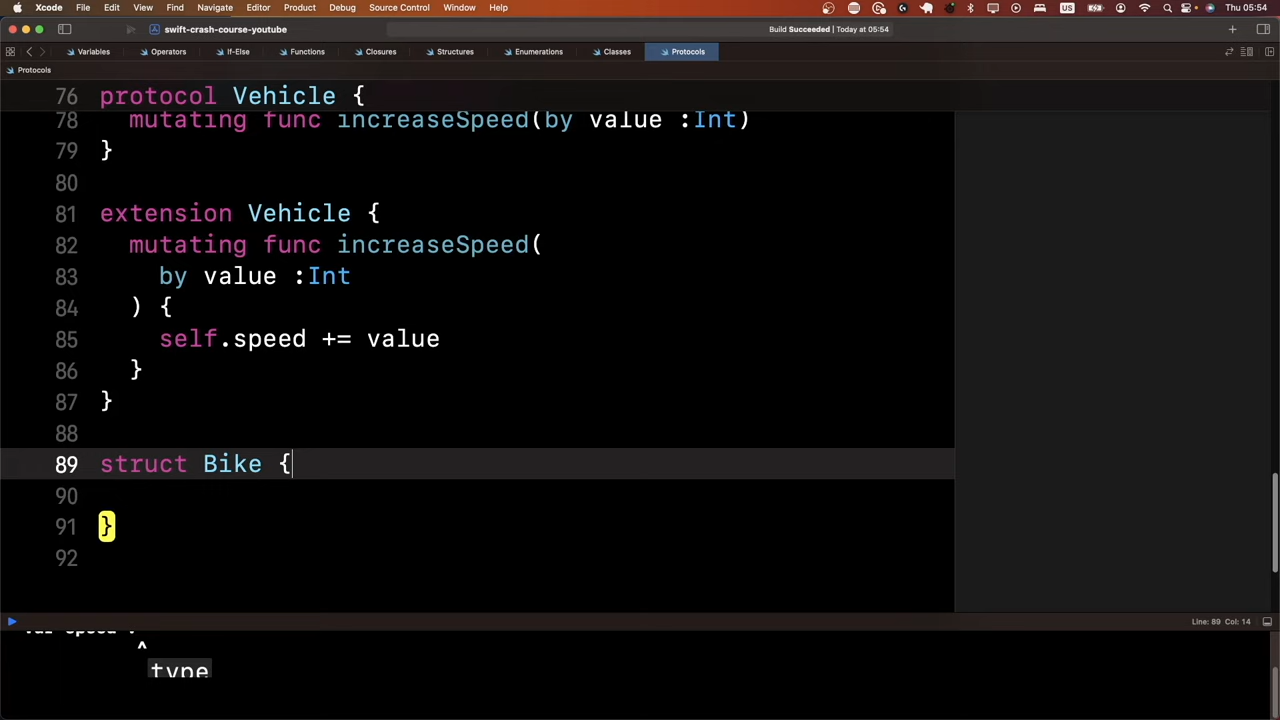 Xcode File Edit View Find Navigate Editor Product Debug Source Control Window Help US Thu 05:54
swift-crash-course-youtube Build Succeeded | Today at 05:54
Variables Operators If-Else Functions Closures Structures Enumerations Classes Protocols
Protocols
76 protocol Vehicle {
78 mutating func increaseSpeed(by value :Int)
79 }
80
81 extension Vehicle {
82 mutating func increaseSpeed(
83 by value :Int
84 ) {
85 self.speed += value
86 }
87 }
88
89 struct Bike {
90
91 }
92
Line: 89 Col: 14
^
type